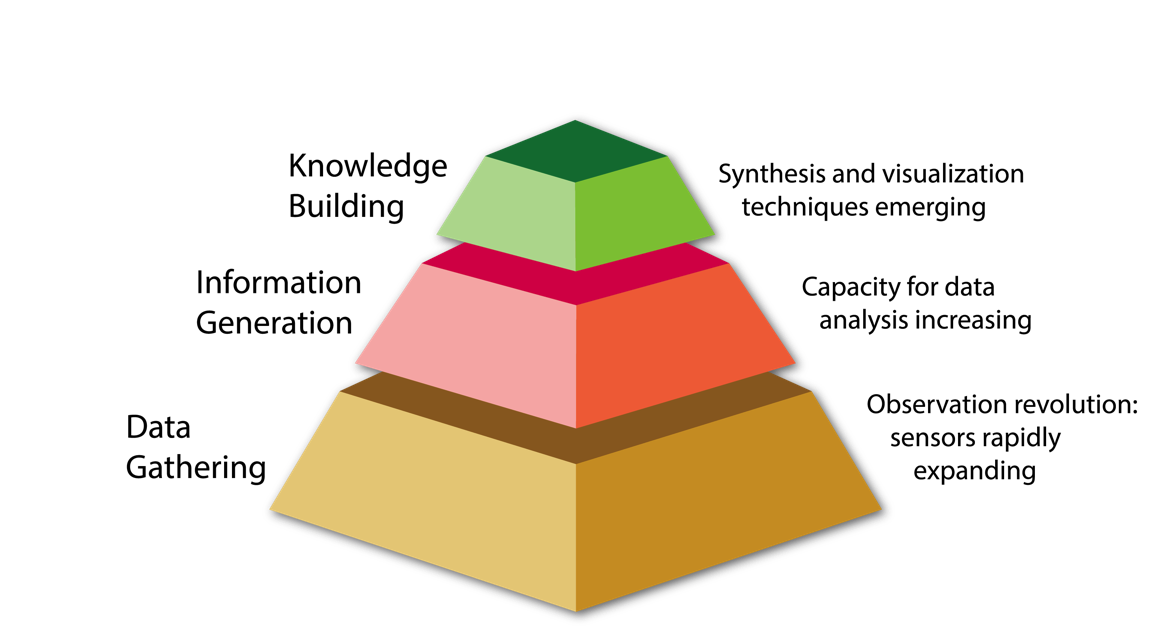 Knowledge
Building
Synthesis and visualization
techniques emerging
Information
Generation
Capacity for data
analysis increasing
Data
Gathering
Observation revolution:
sensors rapidly
expanding